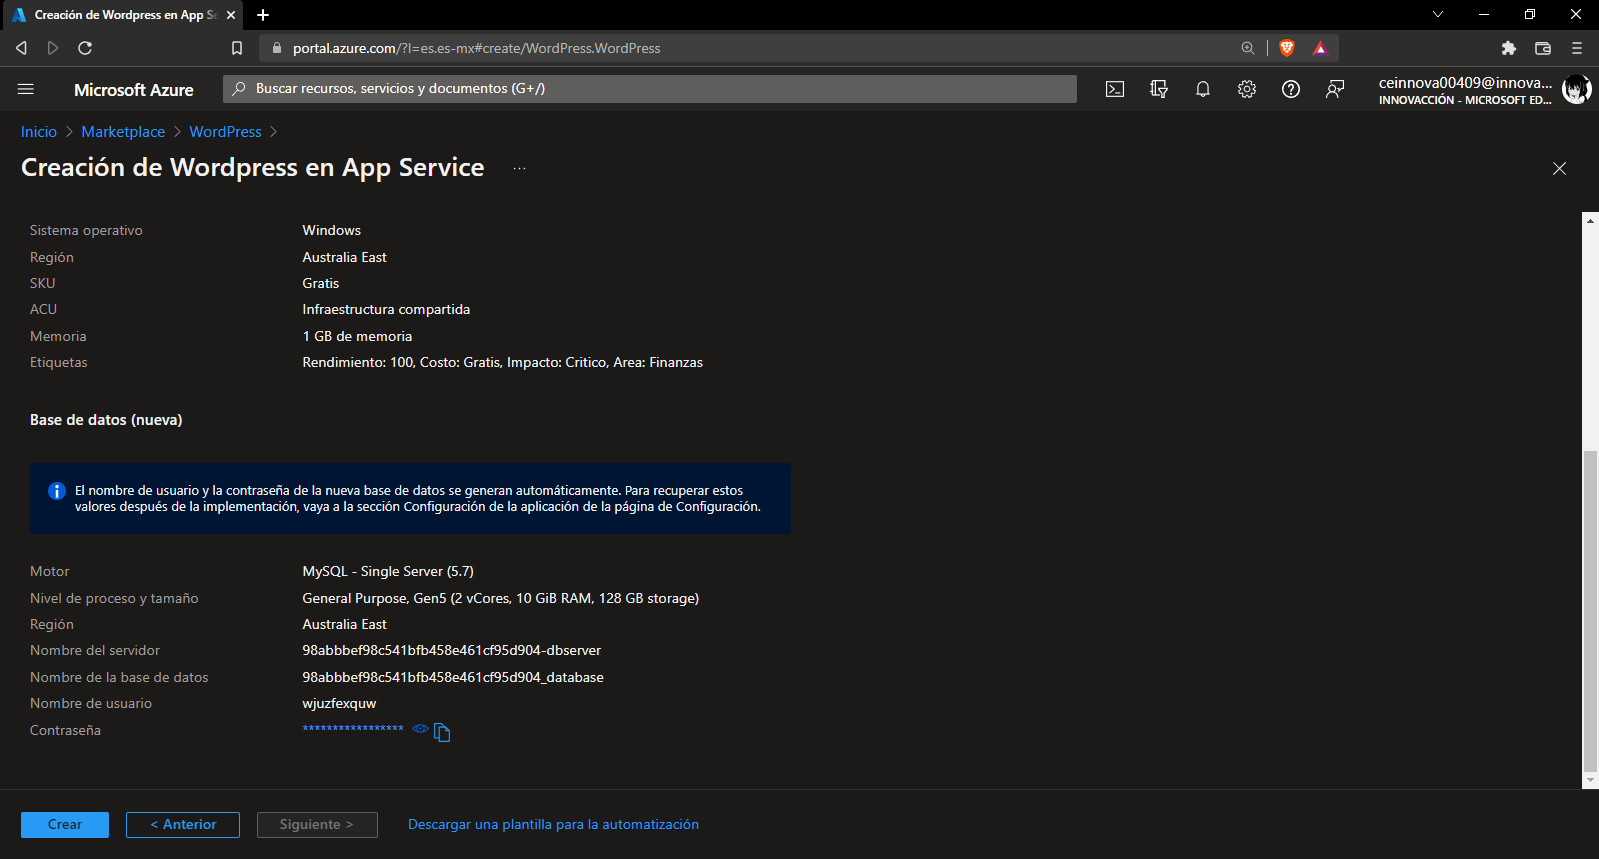 Creación de Wordpress en App Se
portal.azure.com/?l=es.es-mx#create/WordPress.WordPress
Microsoft Azure
Buscar recursos, servicios y documentos (G+/)
ceinnova00409@innova...
INNOVACCIÓN - MICROSOFT ED...
Inicio > Marketplace > WordPress >
Creación de Wordpress en App Service ...
Sistema operativo Windows
Región Australia East
SKU Gratis
ACU Infraestructura compartida
Memoria 1 GB de memoria
Etiquetas Rendimiento: 100, Costo: Gratis, Impacto: Critico, Area: Finanzas
Base de datos (nueva)
El nombre de usuario y la contraseña de la nueva base de datos se generan automáticamente. Para recuperar estos
valores después de la implementación, vaya a la sección Configuración de la aplicación de la página de Configuración.
Motor MySQL - Single Server (5.7)
Nivel de proceso y tamaño General Purpose, Gen5 (2 vCores, 10 GiB RAM, 128 GB storage)
Región Australia East
Nombre del servidor 98abbbef98c541bfb458e461cf95d904-dbserver
Nombre de la base de datos 98abbbef98c541bfb458e461cf95d904_database
Nombre de usuario wjuzfexquw
Contraseña *****************
Crear < Anterior Siguiente > Descargar una plantilla para la automatización